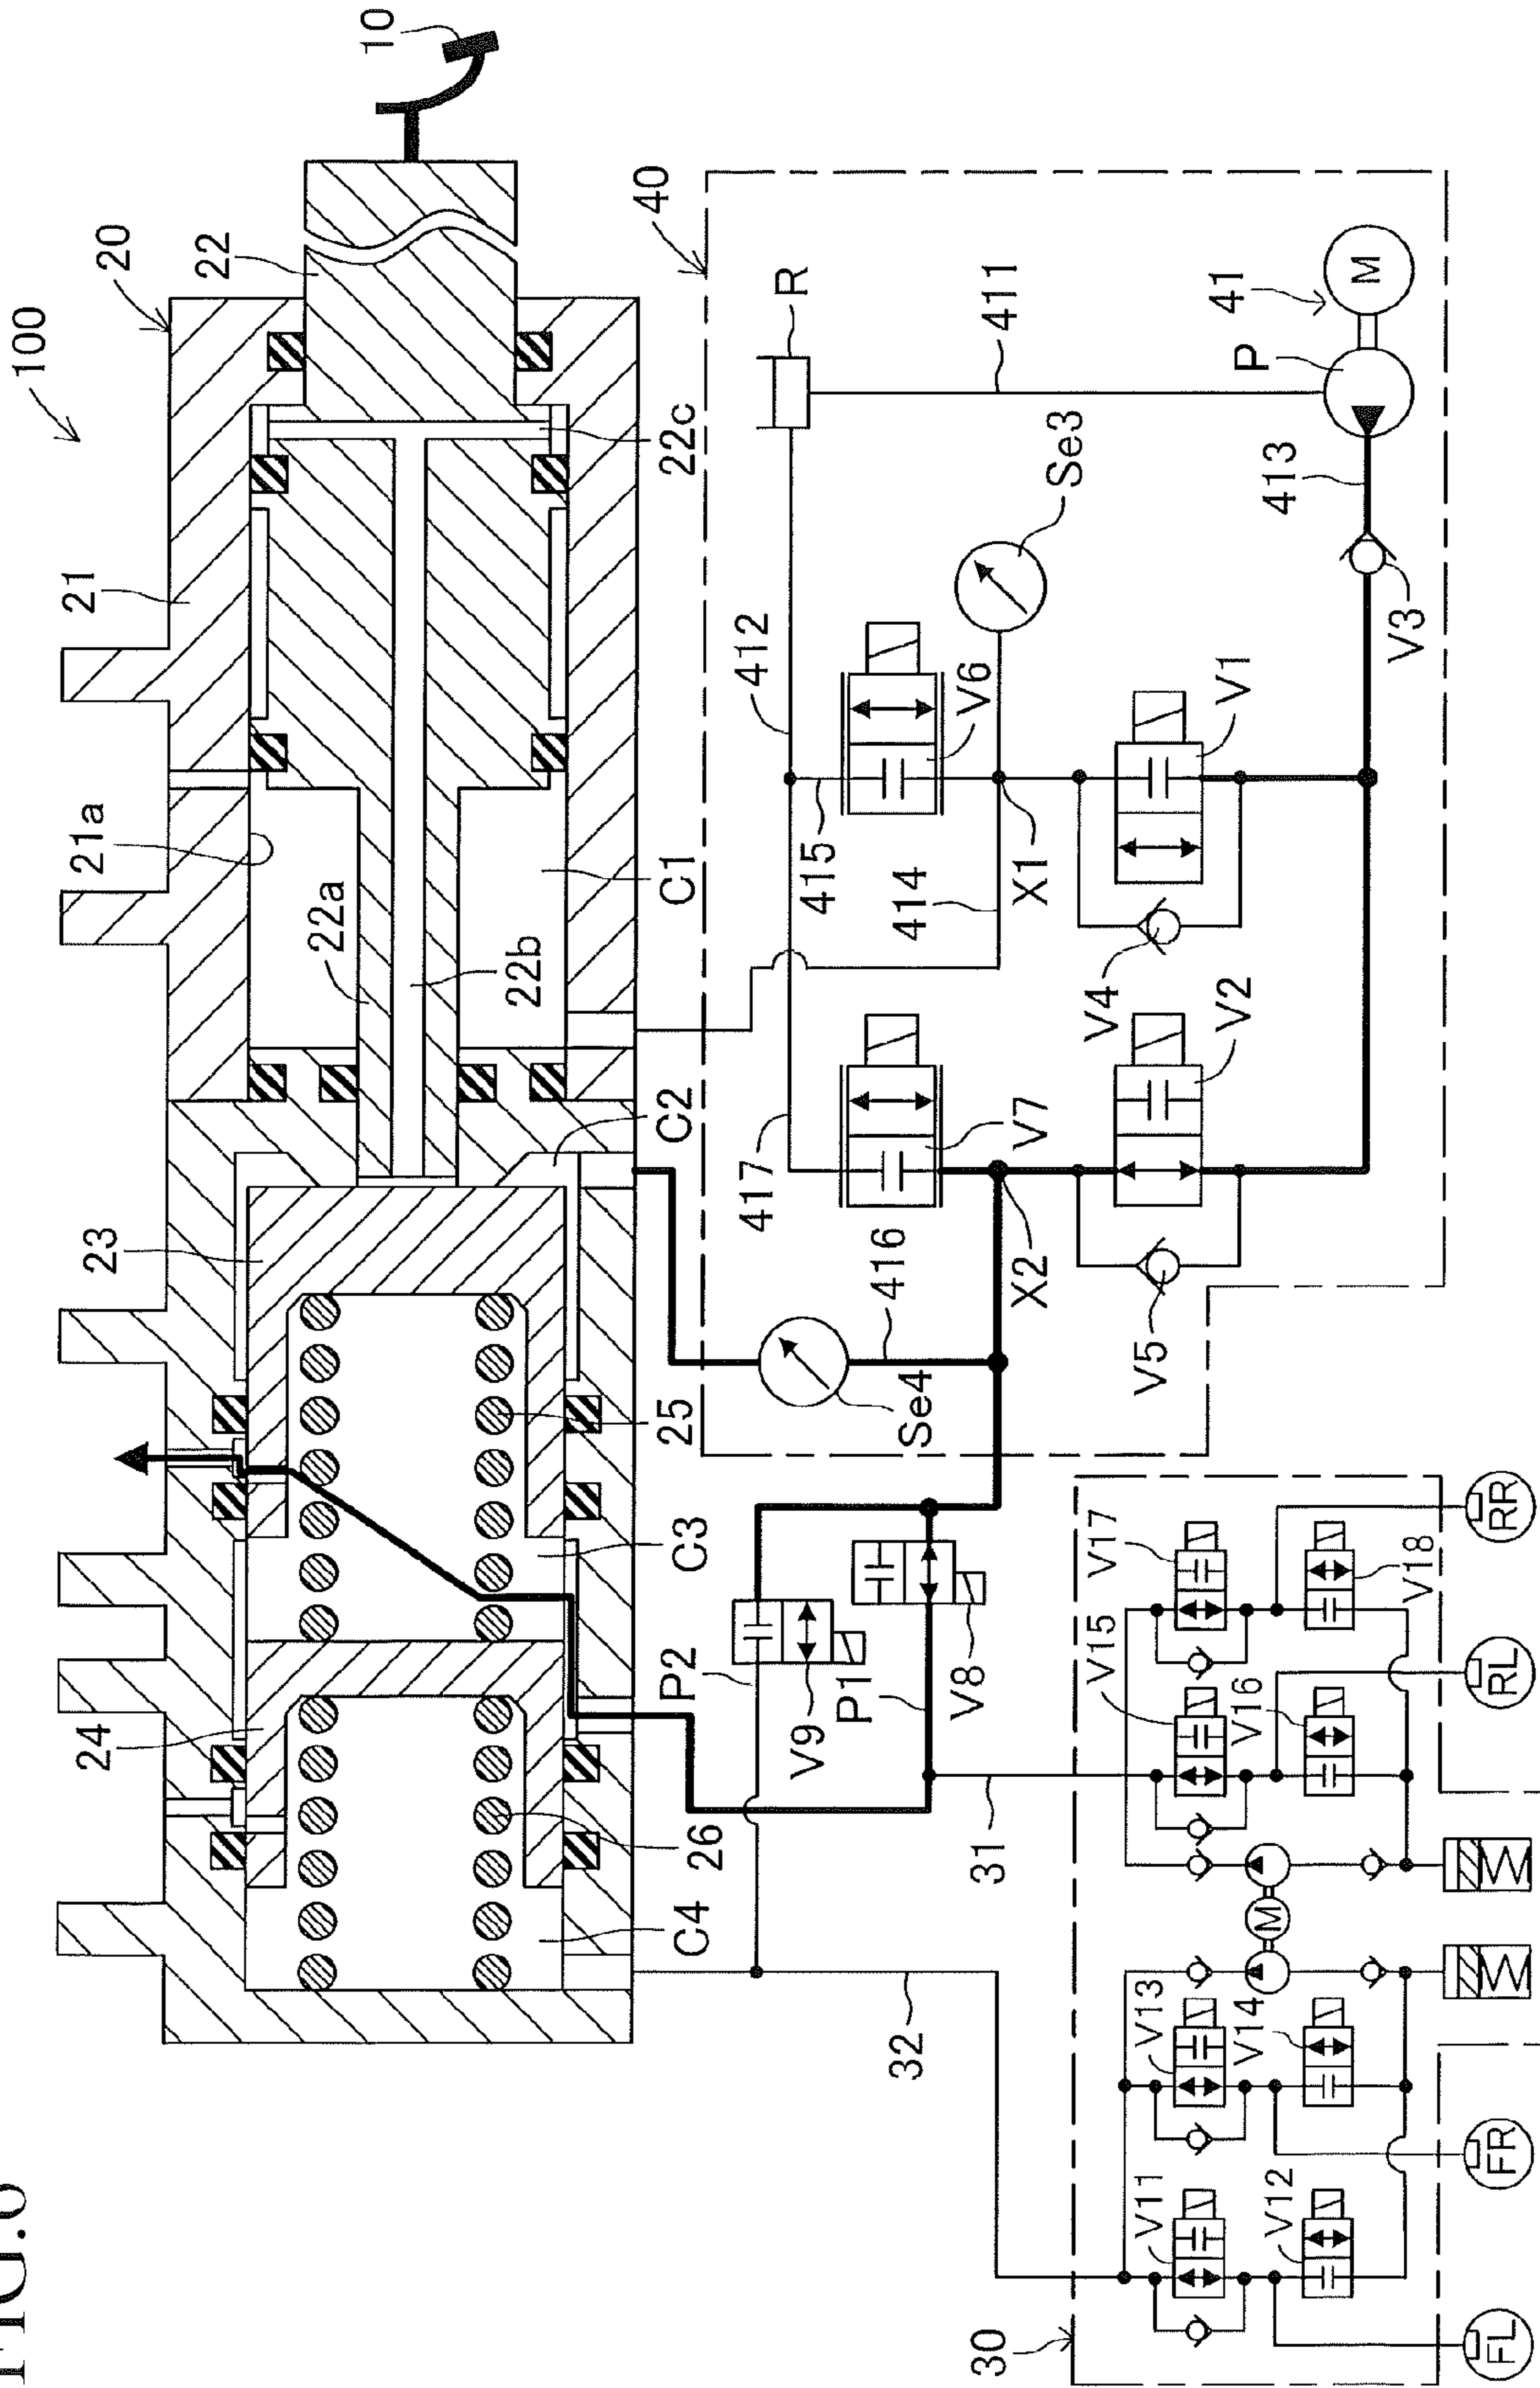 FIG.6
100
20
40
10
22
R
411
41
M
P
22c
Se3
413
21
412
V6
V1
V3
21a
415
414
X1
22a
C1
22b
V4
V2
C2
417
V7
23
416
X2
V5
25
Se4
C3
P2
V9
P1
V8
V17
V18
RR
V15
V16
RL
24
26
31
C4
M
32
V13
V14
FR
V11
V12
30
FL